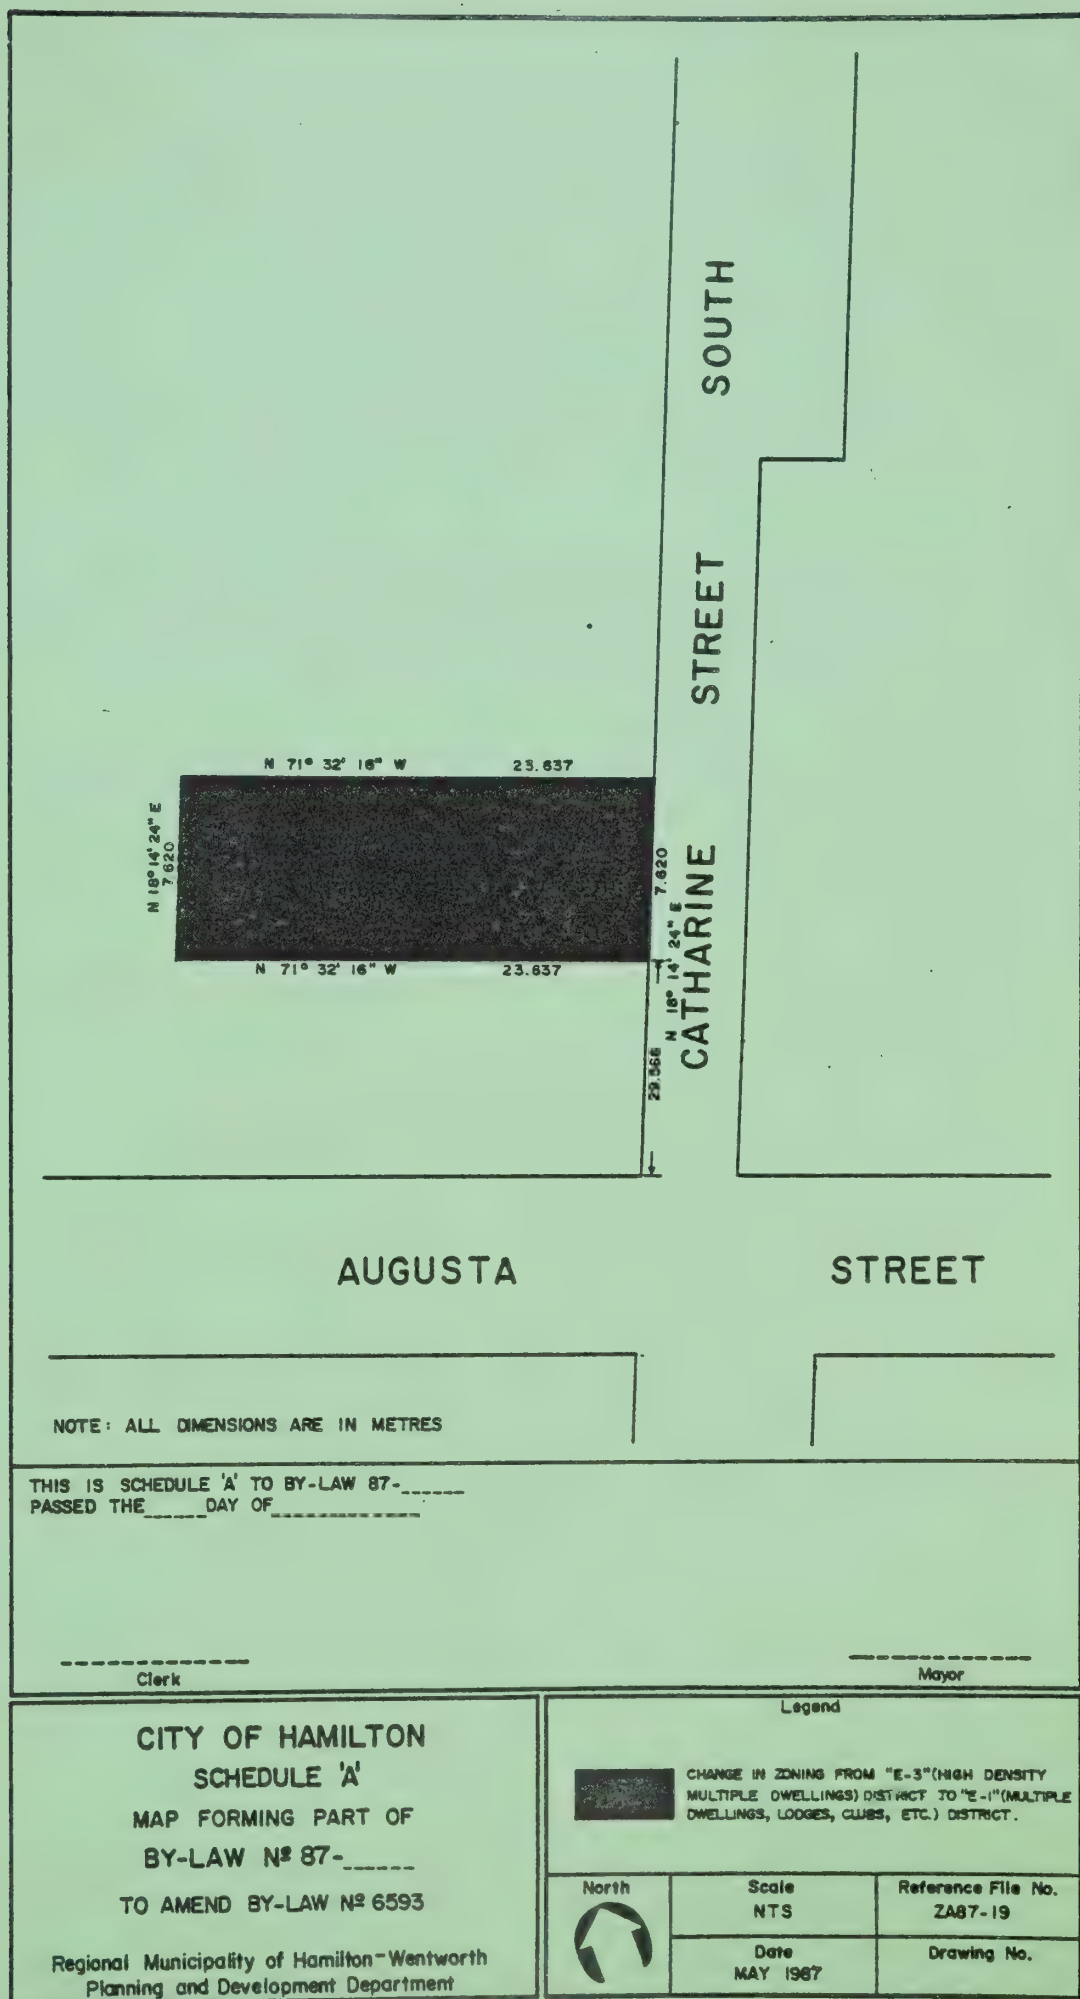 SOUTH
STREET
CATHARINE
N 71° 32' 16" W 23.637
N 18° 14' 24" E
7.620
7.620
N 18° 14' 24" E
N 71° 32' 16" W 23.637
29.566
AUGUSTA STREET
NOTE: ALL DIMENSIONS ARE IN METRES
THIS IS SCHEDULE 'A' TO BY-LAW 87-______
PASSED THE _____ DAY OF ______________
Clerk
Mayor
CITY OF HAMILTON
SCHEDULE 'A'
MAP FORMING PART OF
BY-LAW Nº 87-______
TO AMEND BY-LAW Nº 6593
Regional Municipality of Hamilton-Wentworth
Planning and Development Department
Legend
CHANGE IN ZONING FROM "E-3"(HIGH DENSITY
MULTIPLE DWELLINGS) DISTRICT TO "E-1"(MULTIPLE
DWELLINGS, LODGES, CLUBS, ETC.) DISTRICT.
North
Scale
NTS
Reference File No.
ZA87-19
Date
MAY 1987
Drawing No.